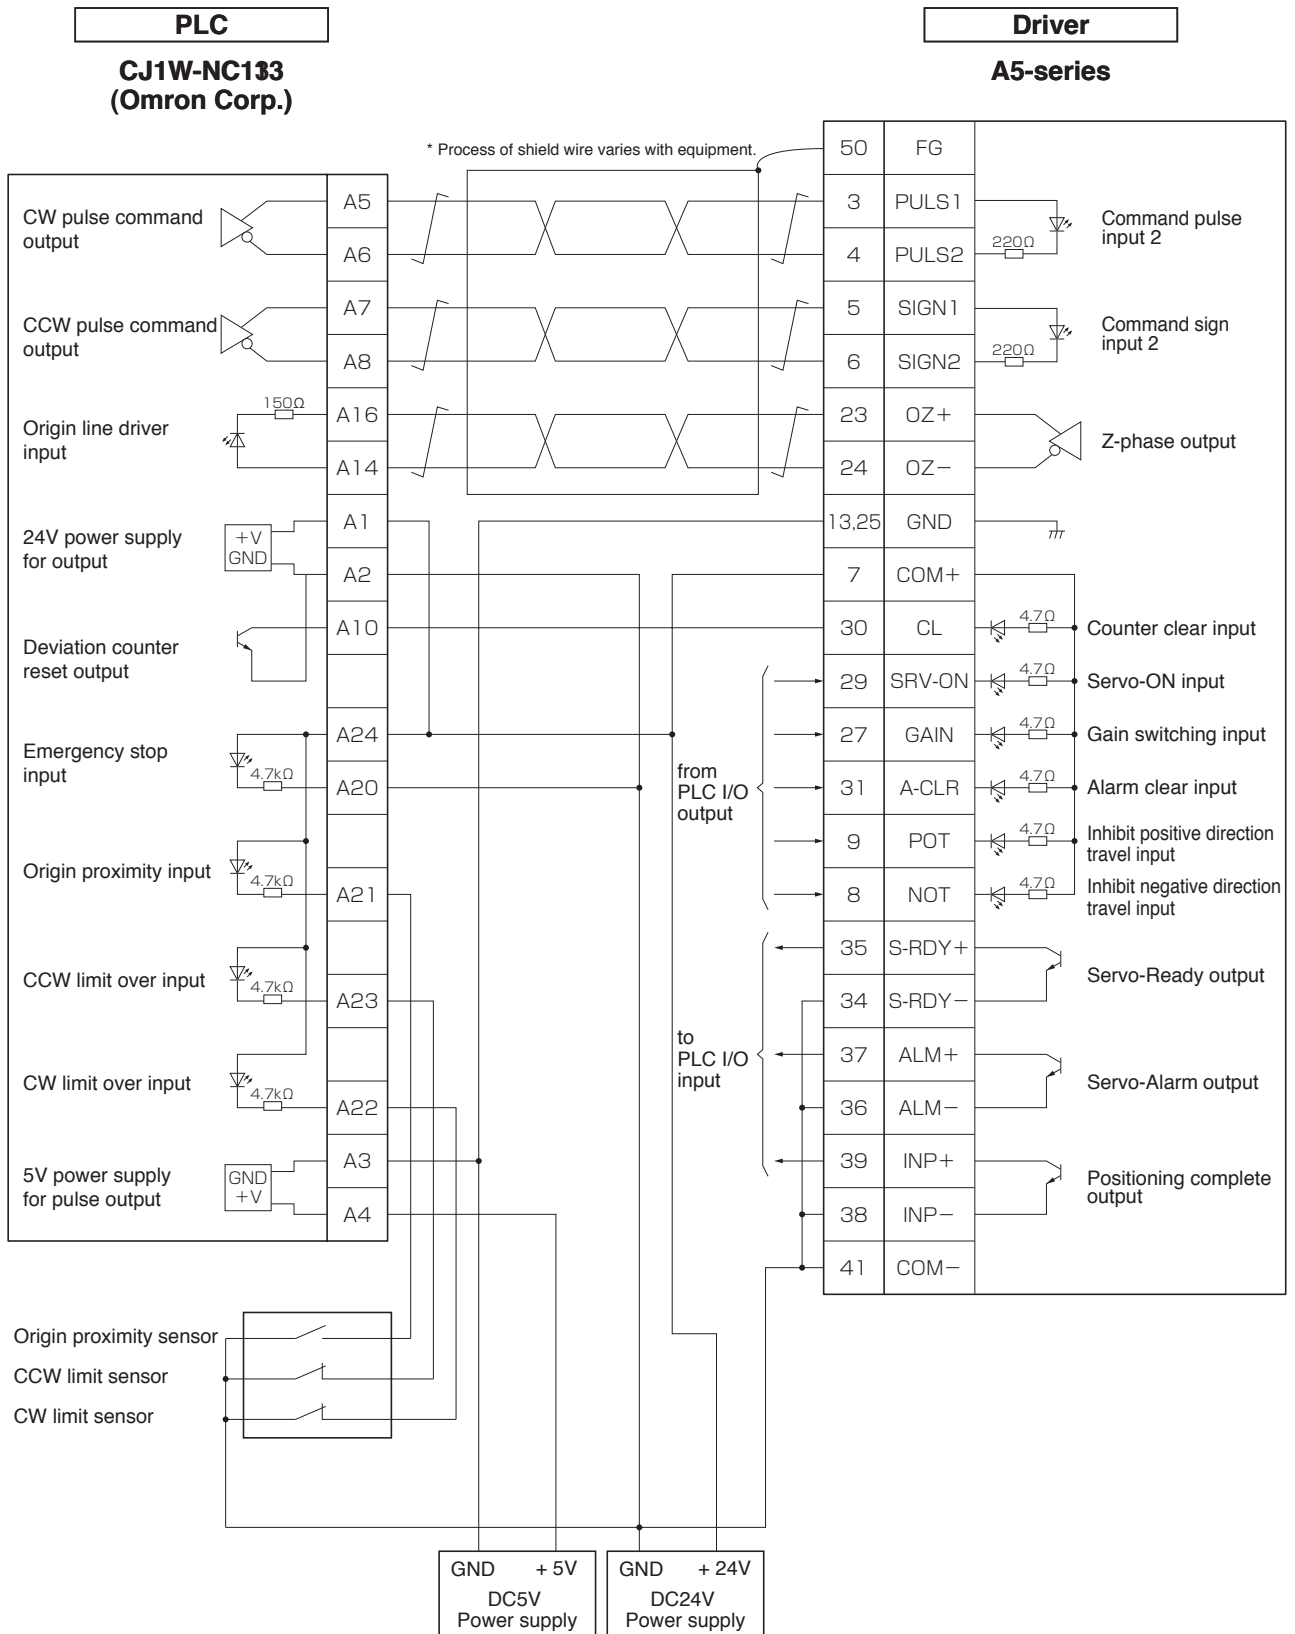 PLC
Driver
CJ1W-NC133
(Omron Corp.)
A5-series
* Process of shield wire varies with equipment.
50 FG
CW pulse command
output
A5
3 PULS1
Command pulse
input 2
A6
4 PULS2
220Ω
CCW pulse command
output
A7
5 SIGN1
Command sign
input 2
A8
6 SIGN2
220Ω
Origin line driver
input
150Ω
A16
23 OZ+
Z-phase output
A14
24 OZ−
24V power supply
for output
+V
GND
A1
13,25 GND
A2
7 COM+
Deviation counter
reset output
A10
30 CL
4.7Ω
Counter clear input
29 SRV-ON
4.7Ω
Servo-ON input
Emergency stop
input
A24
27 GAIN
4.7Ω
Gain switching input
4.7kΩ
A20
from
PLC I/O
output
31 A-CLR
4.7Ω
Alarm clear input
9 POT
4.7Ω
Inhibit positive direction
travel input
Origin proximity input
4.7kΩ
A21
8 NOT
4.7Ω
Inhibit negative direction
travel input
35 S-RDY+
Servo-Ready output
CCW limit over input
4.7kΩ
A23
34 S-RDY−
to
PLC I/O
input
37 ALM+
Servo-Alarm output
CW limit over input
4.7kΩ
A22
36 ALM−
5V power supply
for pulse output
GND
+V
A3
39 INP+
Positioning complete
output
A4
38 INP−
41 COM−
Origin proximity sensor
CCW limit sensor
CW limit sensor
GND + 5V
DC5V
Power supply
GND + 24V
DC24V
Power supply